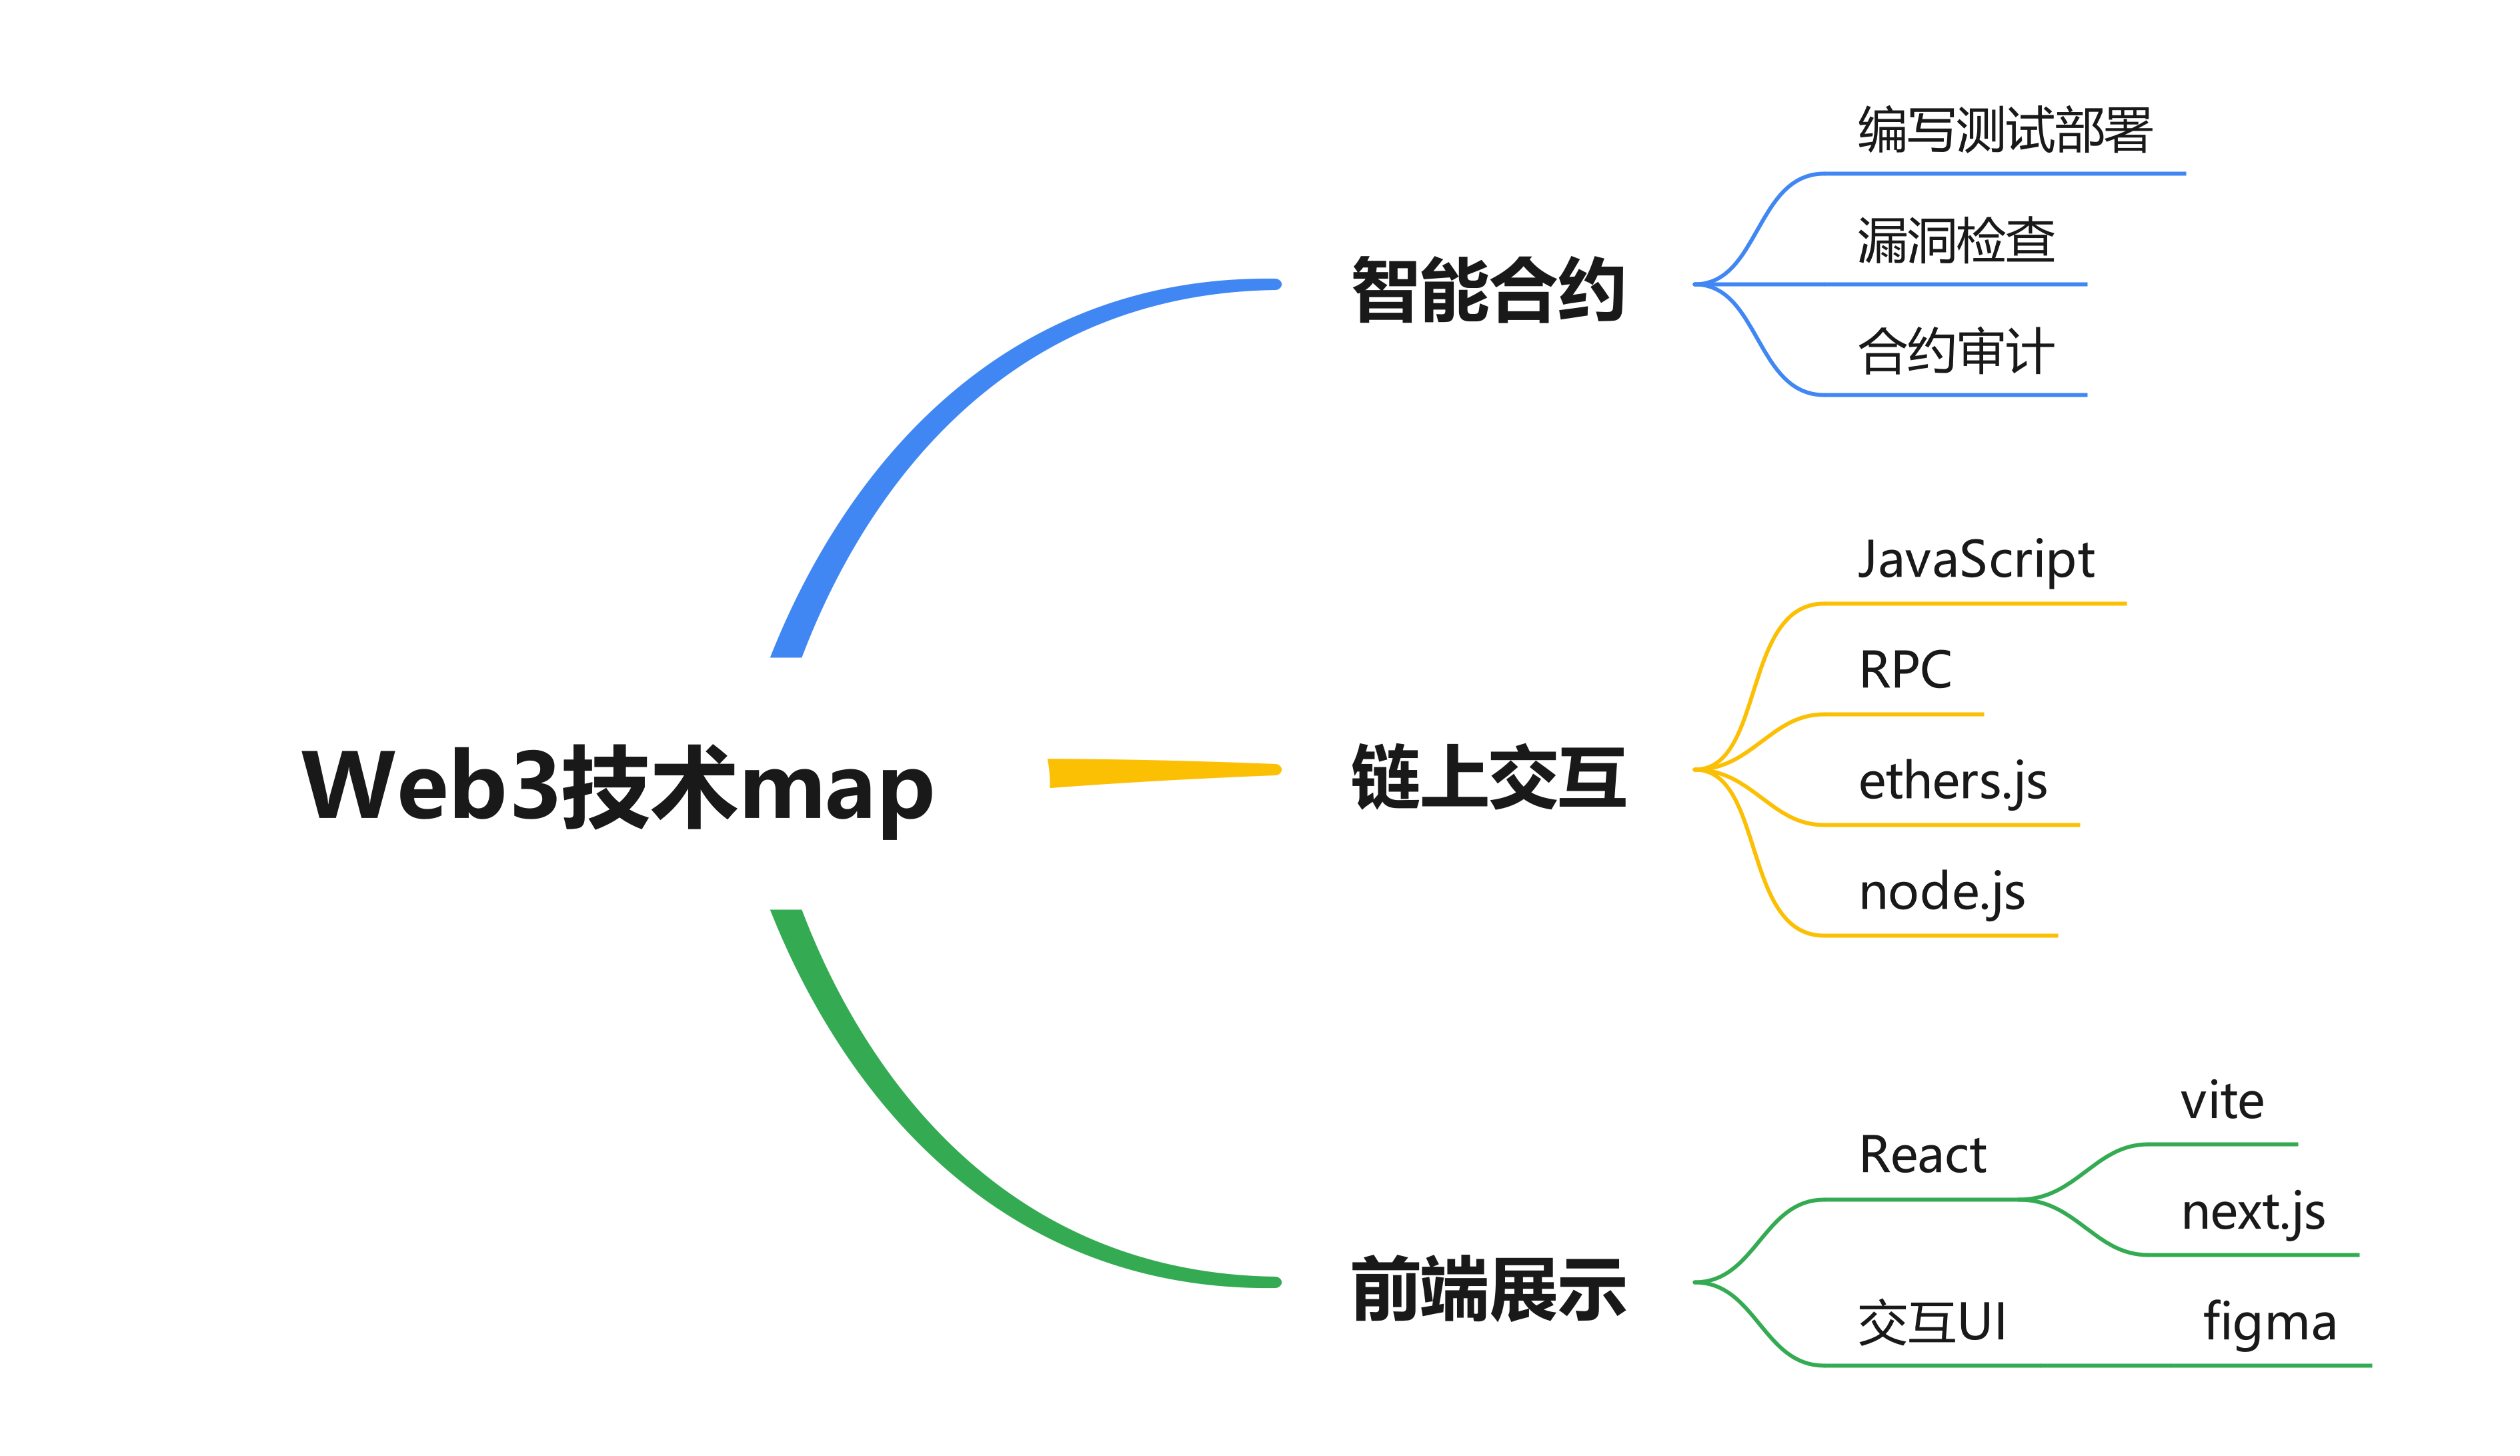 Web3技术map
智能合约
编写测试部署
漏洞检查
合约审计
链上交互
JavaScript
RPC
ethers.js
node.js
前端展示
React
vite
next.js
交互UI
figma